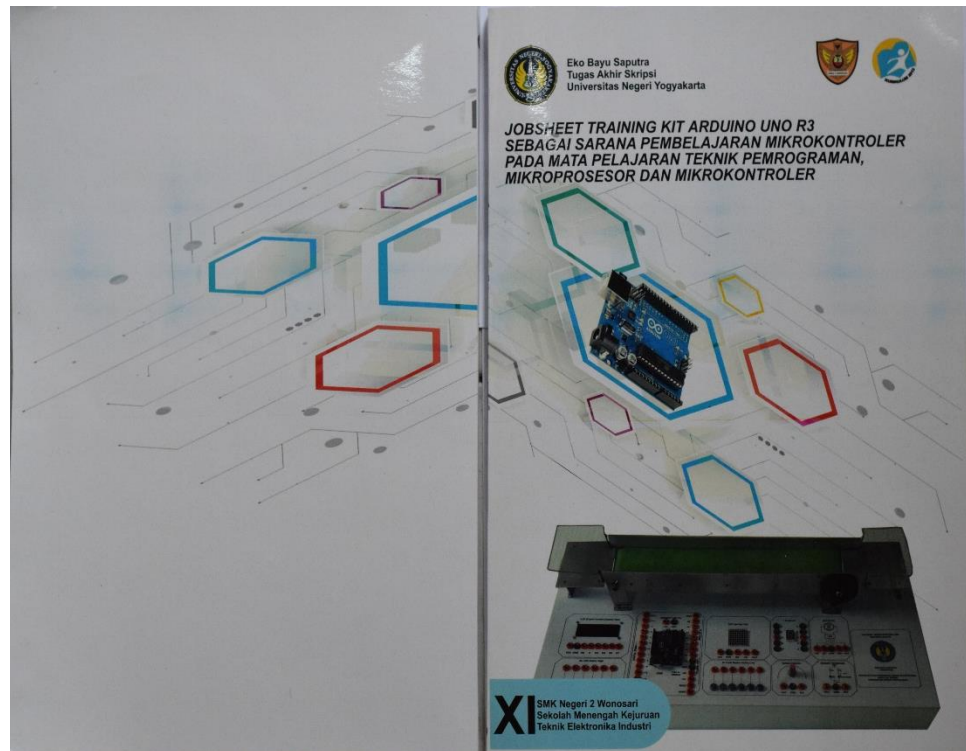 Eko Bayu Saputra
Tugas Akhir Skripsi
Universitas Negeri Yogyakarta
JOBSHEET TRAINING KIT ARDUINO UNO R3
SEBAGAI SARANA PEMBELAJARAN MIKROKONTROLER
PADA MATA PELAJARAN TEKNIK PEMROGRAMAN,
MIKROPROSESOR DAN MIKROKONTROLER
XI
SMK Negeri 2 Wonosari
Sekolah Menengah Kejuruan
Teknik Elektronika Industri